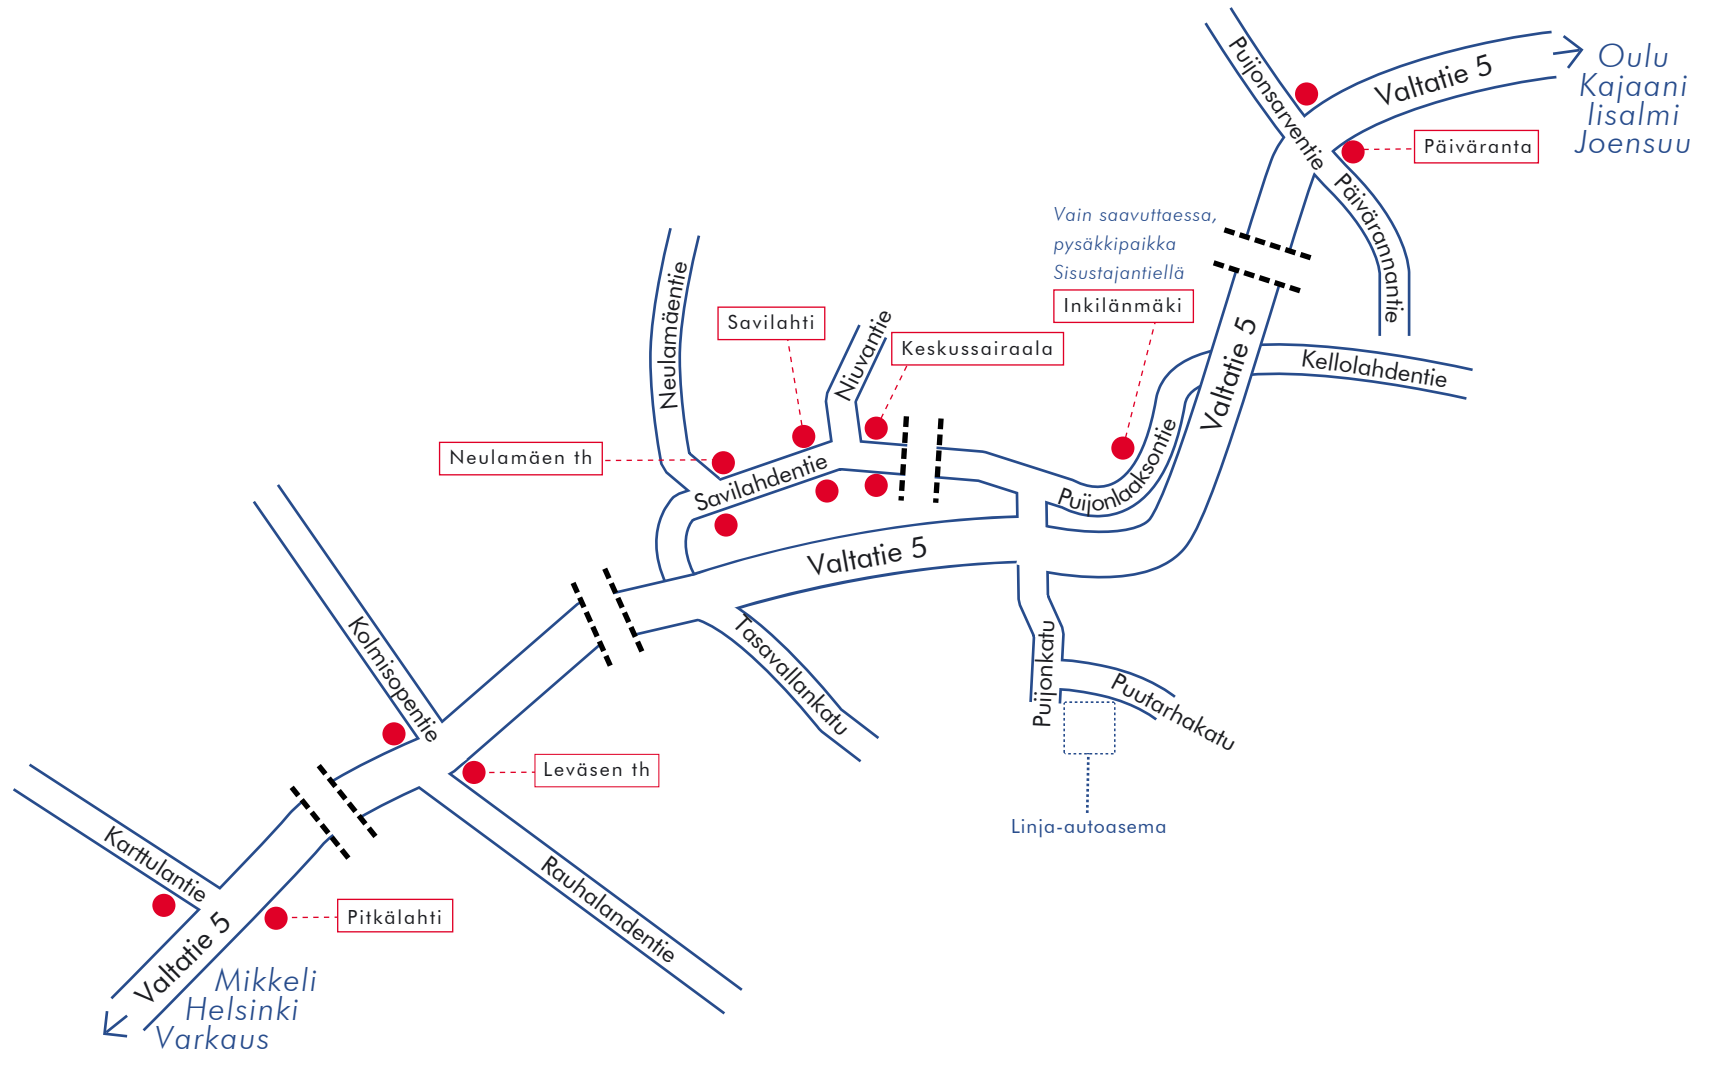 Puijonsarventie
Valtatie 5
Oulu
Kajaani
Iisalmi
Joensuu
Päiväranta
Päivärannantie
Vain saavuttaessa,
pysäkkipaikka
Sisustajantiellä
Inkilänmäki
Neulamäentie
Savilahti
Niuvantie
Keskussairaala
Valtatie 5
Kellolahdentie
Neulamäen th
Savilahdentie
Puijonlaaksontie
Valtatie 5
Kolmisopentie
Tasavallankatu
Puijonkatu
Puutarhakatu
Leväsen th
Linja-autoasema
Karttulantie
Rauhalandentie
Pitkälahti
Valtatie 5
Mikkeli
Helsinki
Varkaus